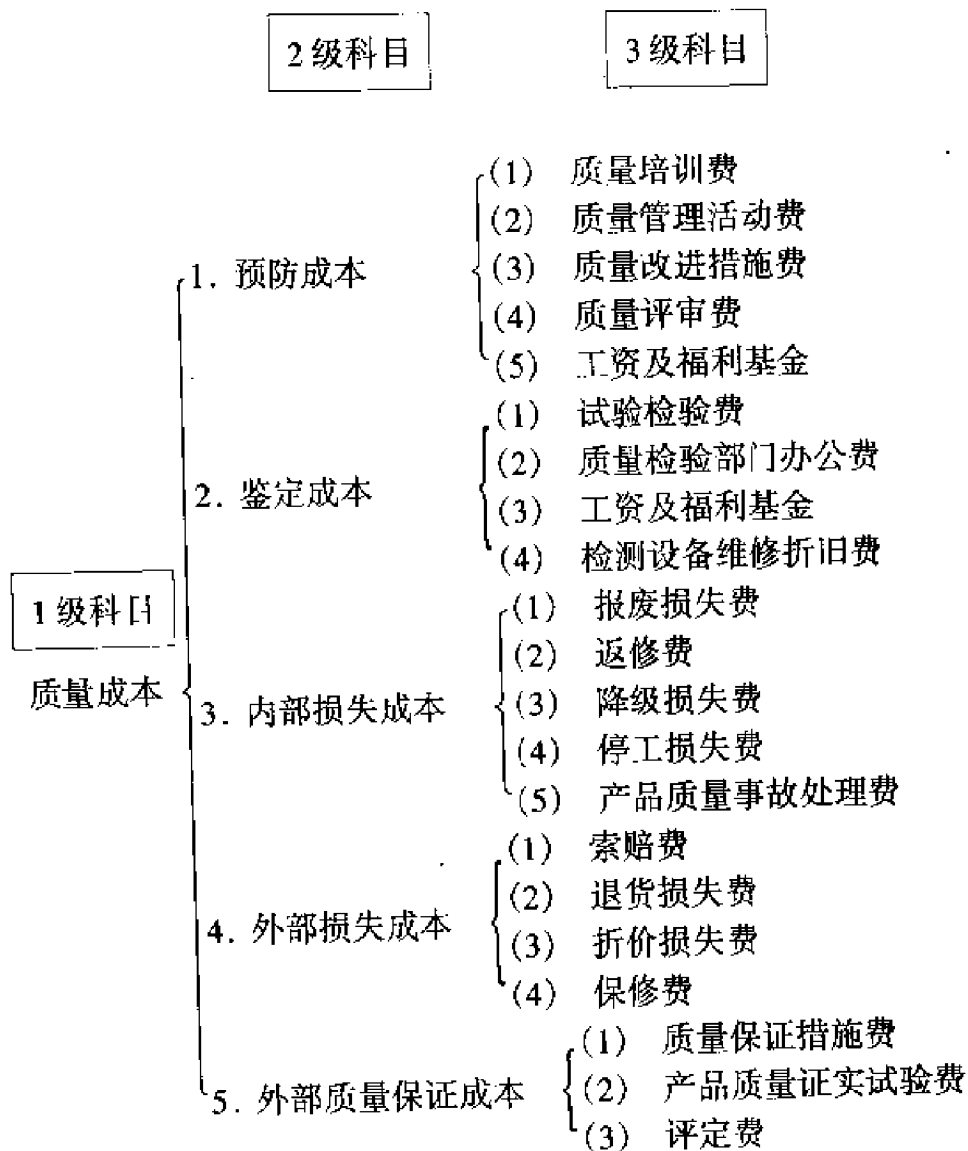 2级科目 3级科目
(1) 质量培训费
(2) 质量管理活动费
1. 预防成本 (3) 质量改进措施费
(4) 质量评审费
(5) 工资及福利基金
(1) 试验检验费
(2) 质量检验部门办公费
2. 鉴定成本 (3) 工资及福利基金
(4) 检测设备维修折旧费
1级科目
(1) 报废损失费
(2) 返修费
质量成本 3. 内部损失成本 (3) 降级损失费
(4) 停工损失费
(5) 产品质量事故处理费
(1) 索赔费
(2) 退货损失费
4. 外部损失成本 (3) 折价损失费
(4) 保修费
(1) 质量保证措施费
5. 外部质量保证成本 (2) 产品质量证实试验费
(3) 评定费